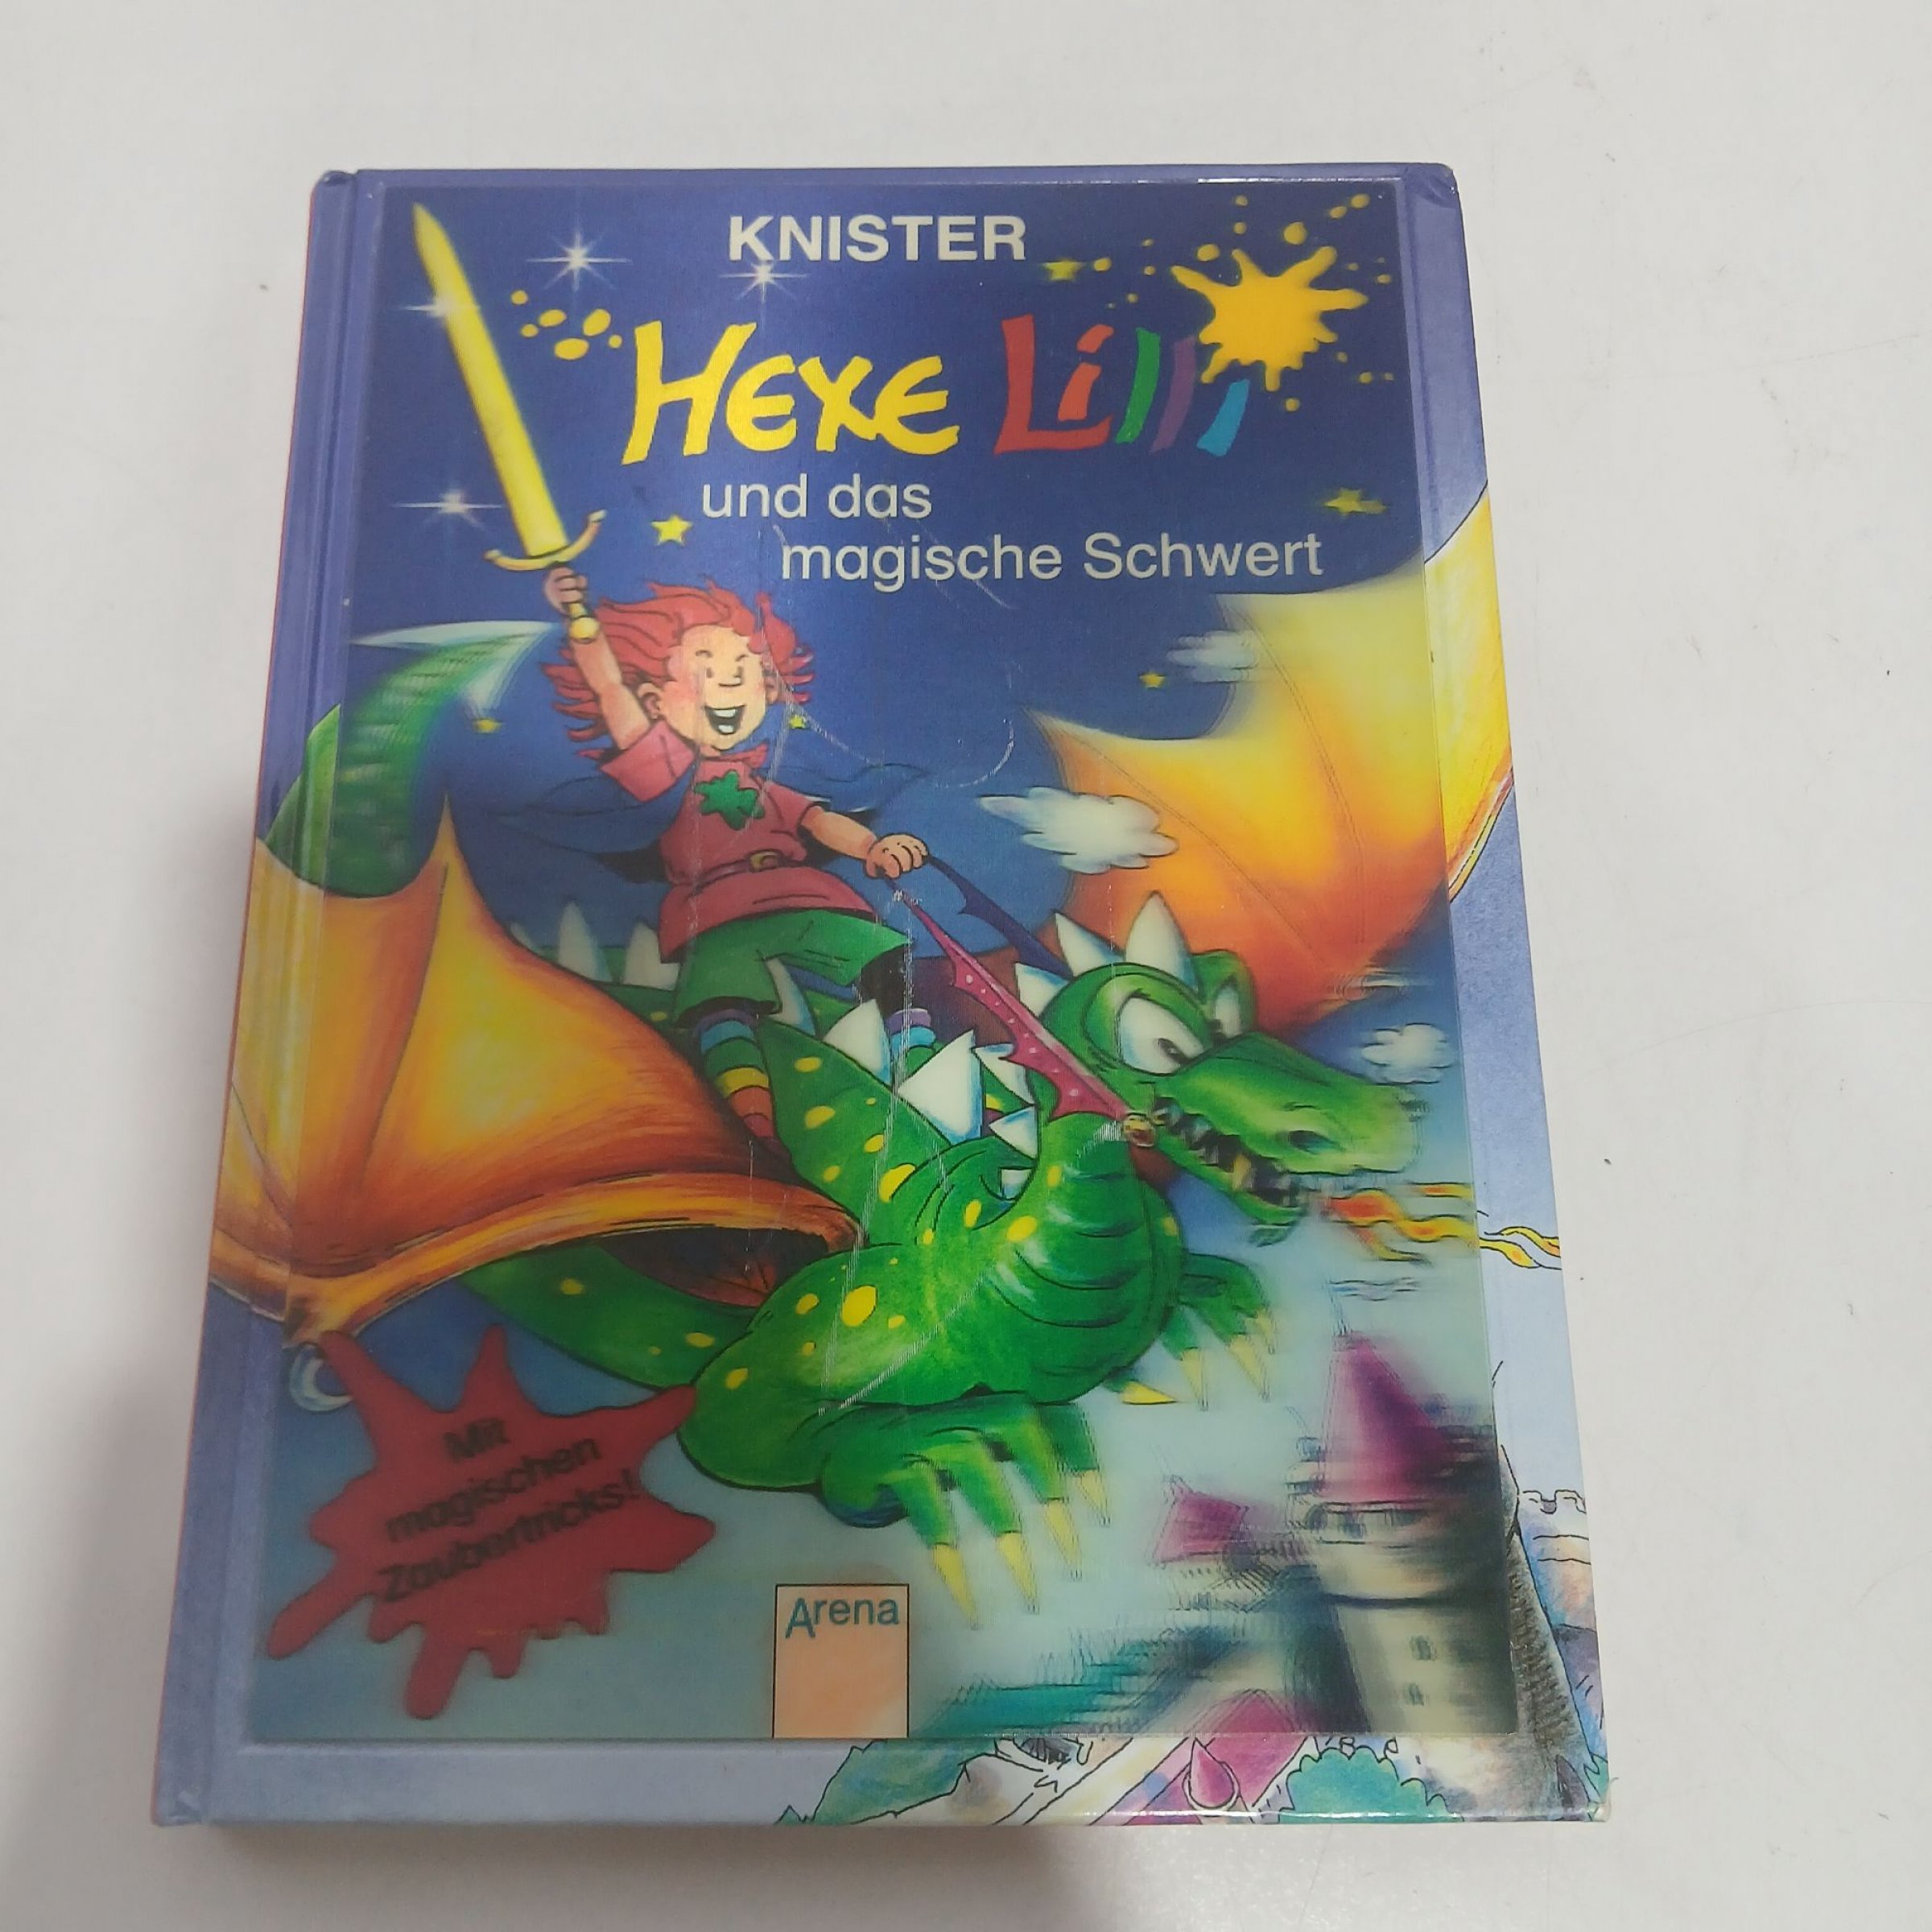 KNISTER
HEXE Lilli
und das
magische Schwert
Mit
magischen
Zaubertricks!
Arena